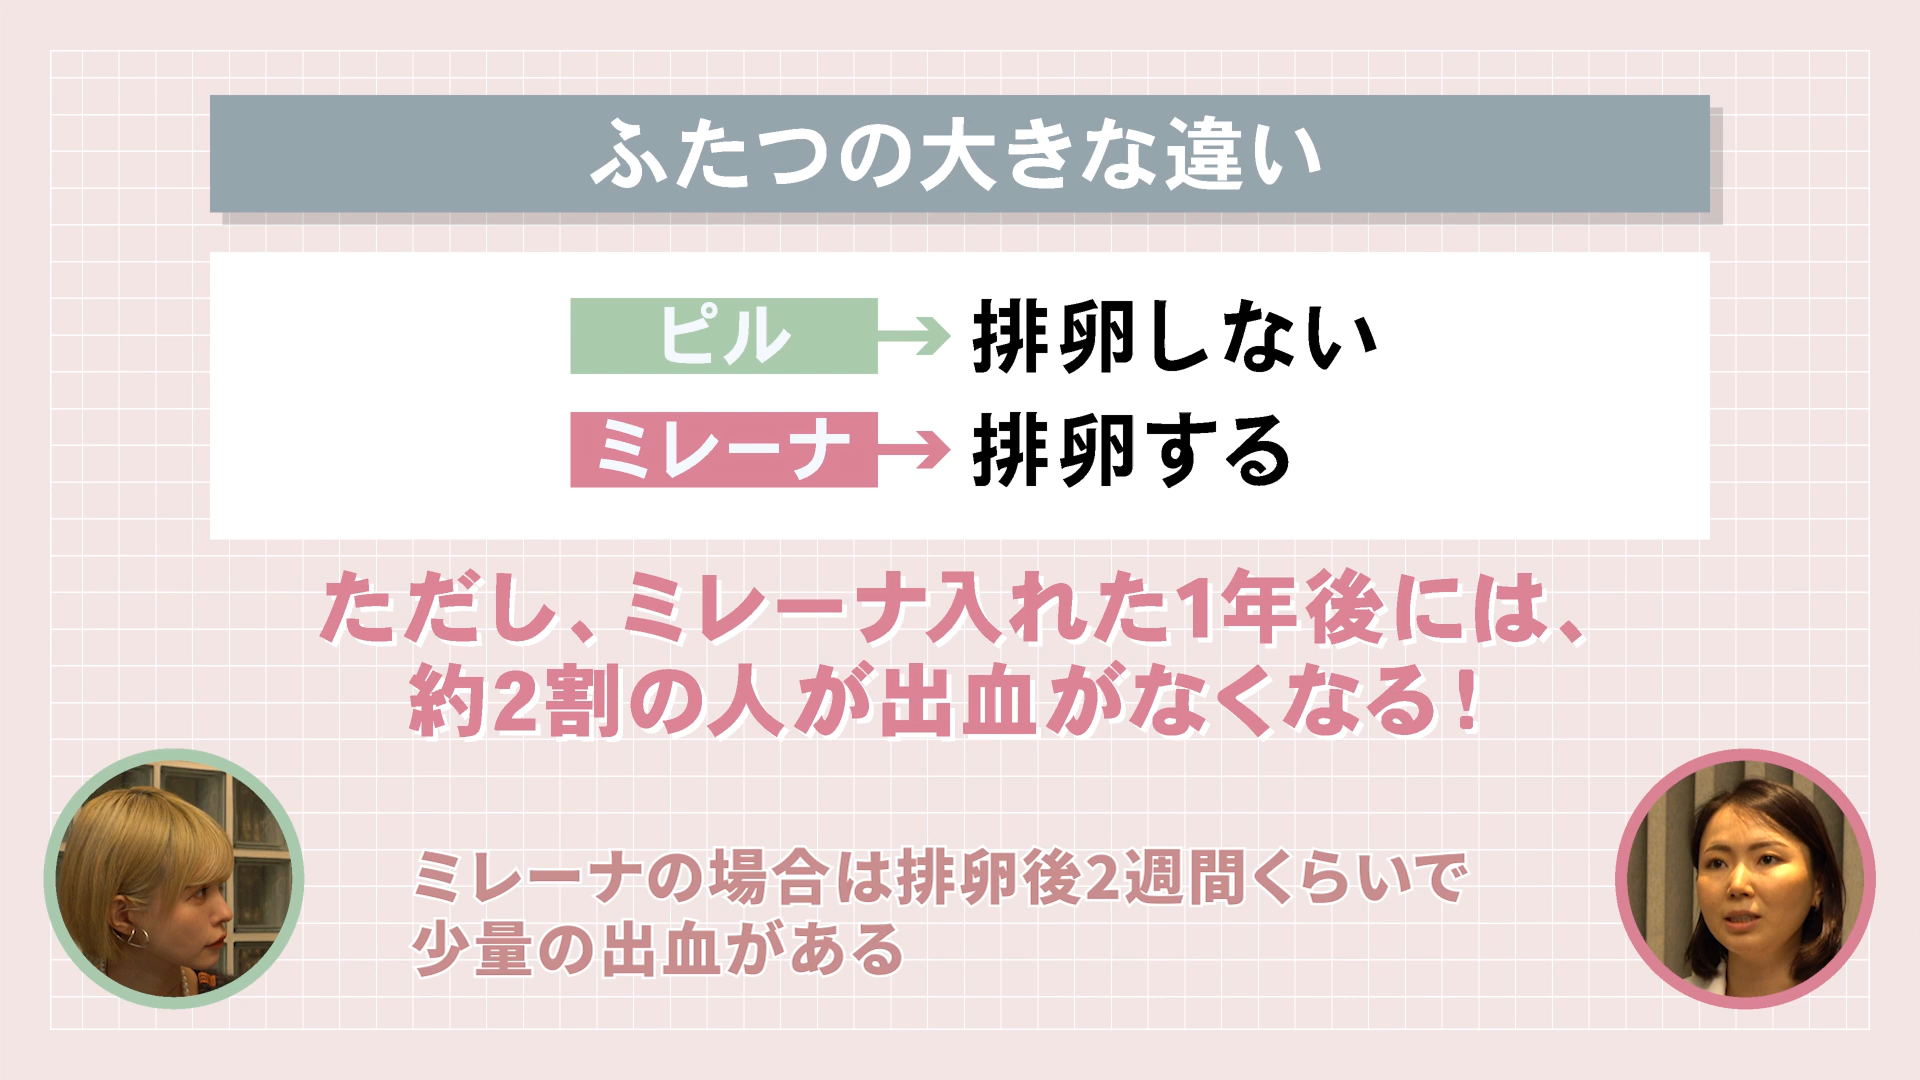 ふたつの大きな違い
ピル→排卵しない
ミレーナ→排卵する
ただし、ミレーナ入れた1年後には、
約2割の人が出血がなくなる!
ミレーナの場合は排卵後2週間くらいで
少量の出血がある